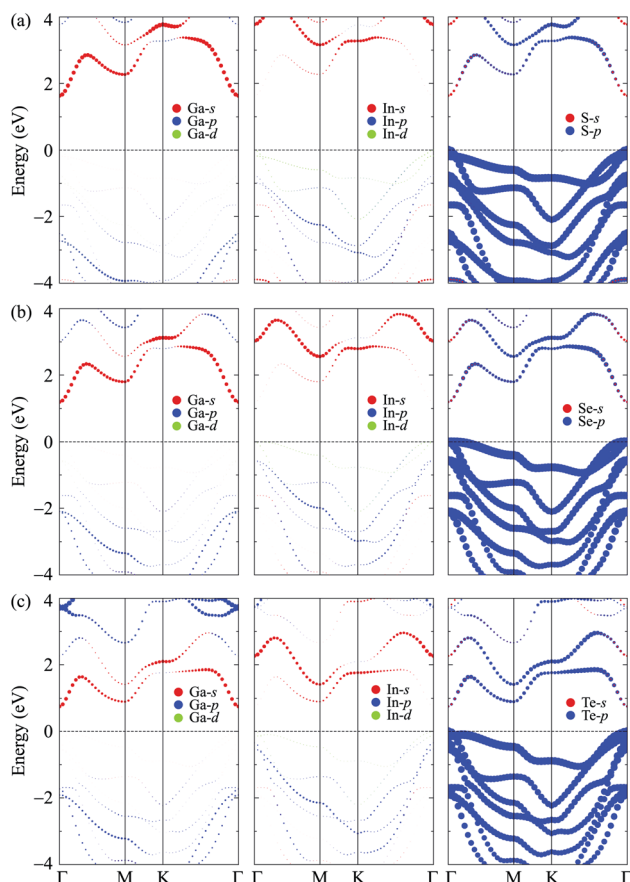 (a)
Energy (eV)
4
2
0
−2
−4
Ga-s
Ga-p
Ga-d
In-s
In-p
In-d
S-s
S-p
(b)
Energy (eV)
4
2
0
−2
−4
Ga-s
Ga-p
Ga-d
In-s
In-p
In-d
Se-s
Se-p
(c)
Energy (eV)
4
2
0
−2
−4
Ga-s
Ga-p
Ga-d
In-s
In-p
In-d
Te-s
Te-p
Γ M K Γ Γ M K Γ Γ M K Γ